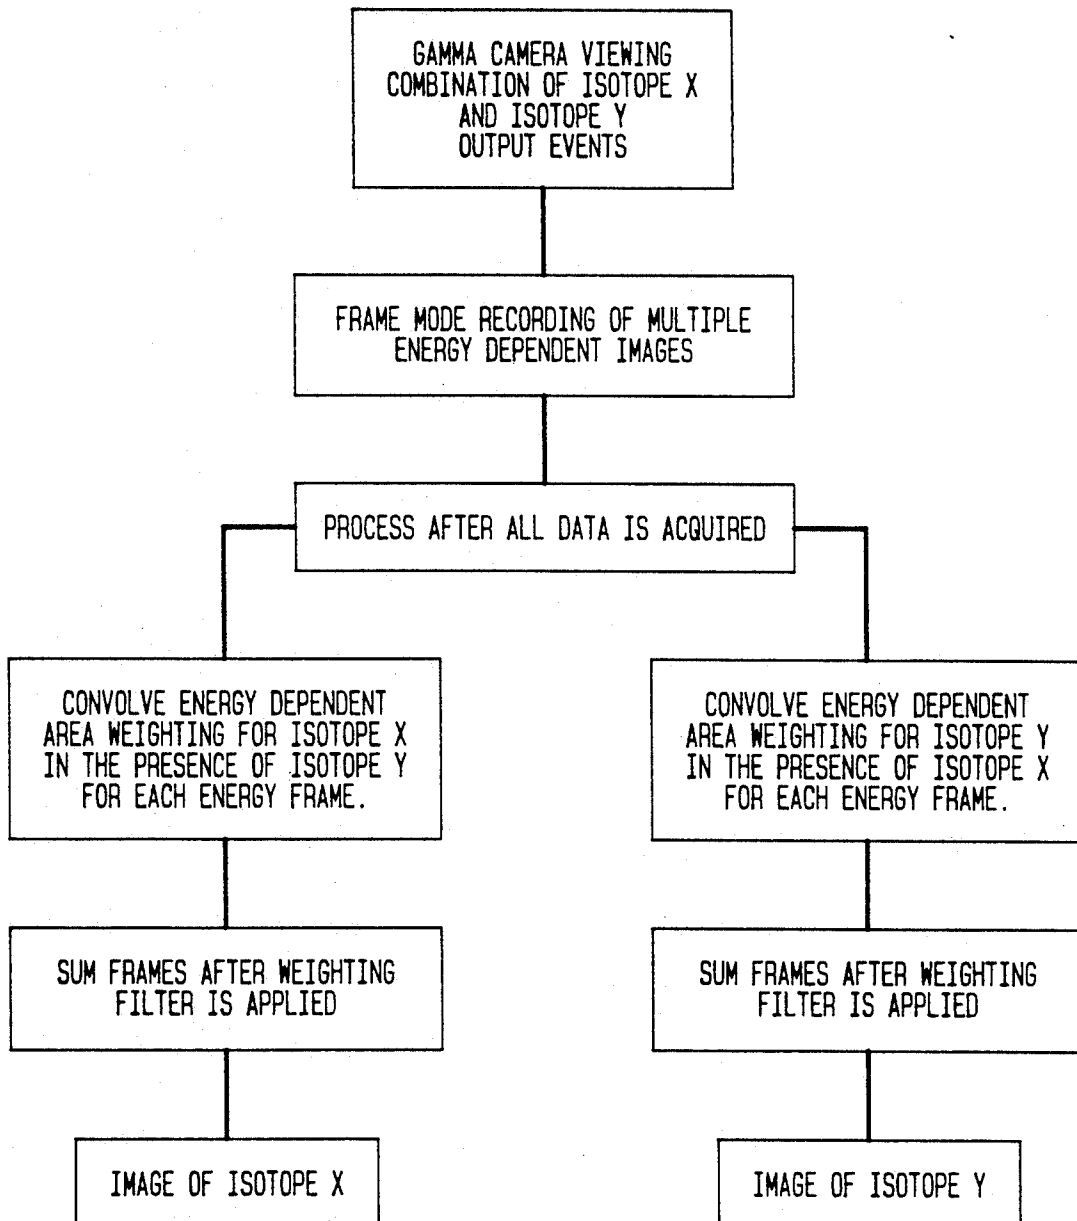 GAMMA CAMERA VIEWING
COMBINATION OF ISOTOPE X
AND ISOTOPE Y
OUTPUT EVENTS
FRAME MODE RECORDING OF MULTIPLE
ENERGY DEPENDENT IMAGES
PROCESS AFTER ALL DATA IS ACQUIRED
CONVOLVE ENERGY DEPENDENT
AREA WEIGHTING FOR ISOTOPE X
IN THE PRESENCE OF ISOTOPE Y
FOR EACH ENERGY FRAME.
CONVOLVE ENERGY DEPENDENT
AREA WEIGHTING FOR ISOTOPE Y
IN THE PRESENCE OF ISOTOPE X
FOR EACH ENERGY FRAME.
SUM FRAMES AFTER WEIGHTING
FILTER IS APPLIED
SUM FRAMES AFTER WEIGHTING
FILTER IS APPLIED
IMAGE OF ISOTOPE X
IMAGE OF ISOTOPE Y